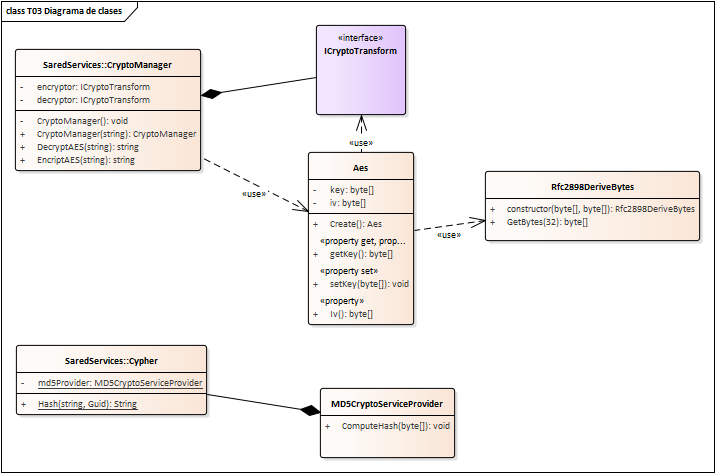 class T03 Diagrama de clases
SaredServices::CryptoManager
- encryptor: ICryptoTransform
- decryptor: ICryptoTransform
- CryptoManager(): void
+ CryptoManager(string): CryptoManager
+ DecryptAES(string): string
+ EncriptAES(string): string
«interface»
ICryptoTransform
«use»
«use»
Aes
- key: byte[]
- iv: byte[]
+ Create(): Aes
«property get, prop...
+ getKey(): byte[]
«property set»
+ setKey(byte[]): void
«property»
+ Iv(): byte[]
«use»
Rfc2898DeriveBytes
+ constructor(byte[], byte[]): Rfc2898DeriveBytes
+ GetBytes(32): byte[]
SaredServices::Cypher
- md5Provider: MD5CryptoServiceProvider
+ Hash(string, Guid): String
MD5CryptoServiceProvider
+ ComputeHash(byte[]): void